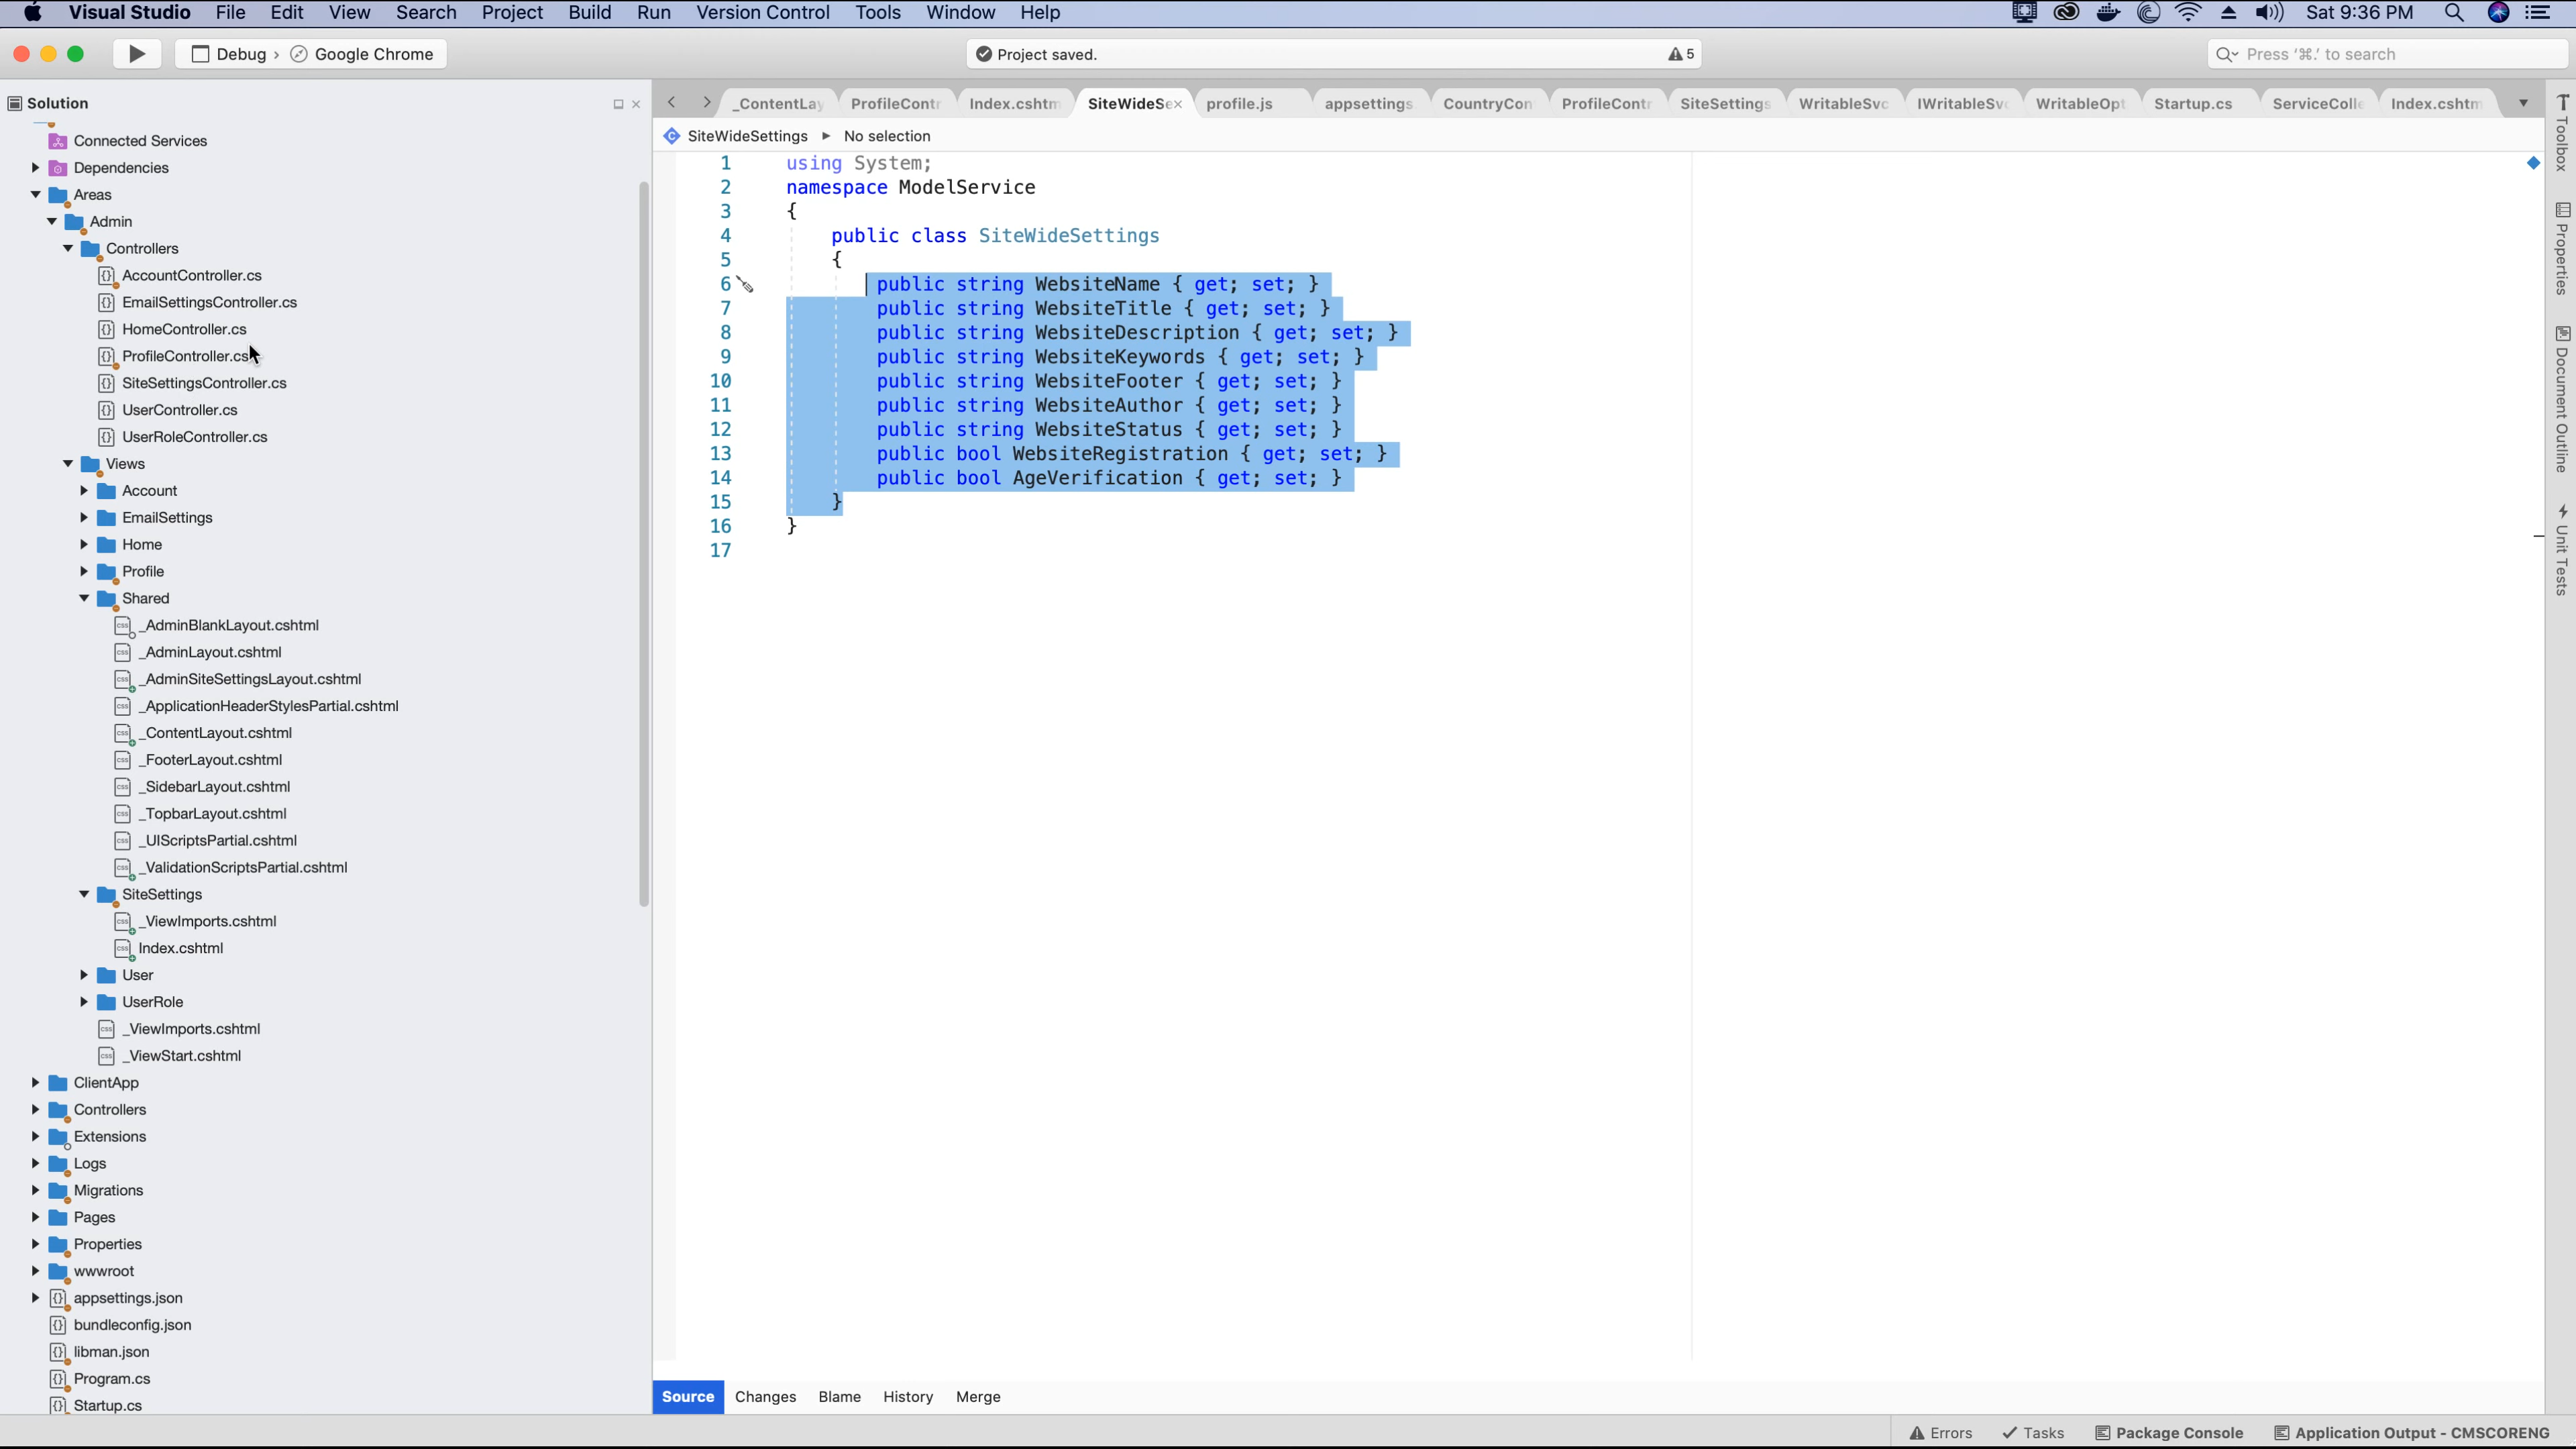 Visual Studio File Edit View Search Project Build Run Version Control Tools Window Help Sat 9:36 PM
Debug › Google Chrome
Project saved.
5
Press '⌘.' to search
Solution
Connected Services
Dependencies
Areas
Admin
Controllers
AccountController.cs
EmailSettingsController.cs
HomeController.cs
ProfileController.cs
SiteSettingsController.cs
UserController.cs
UserRoleController.cs
Views
Account
EmailSettings
Home
Profile
Shared
_AdminBlankLayout.cshtml
_AdminLayout.cshtml
_AdminSiteSettingsLayout.cshtml
_ApplicationHeaderStylesPartial.cshtml
_ContentLayout.cshtml
_FooterLayout.cshtml
_SidebarLayout.cshtml
_TopbarLayout.cshtml
_UIScriptsPartial.cshtml
_ValidationScriptsPartial.cshtml
SiteSettings
_ViewImports.cshtml
Index.cshtml
User
UserRole
_ViewImports.cshtml
_ViewStart.cshtml
ClientApp
Controllers
Extensions
Logs
Migrations
Pages
Properties
wwwroot
appsettings.json
bundleconfig.json
libman.json
Program.cs
Startup.cs
_ContentLay ProfileContr Index.cshtm SiteWideSe× profile.js appsettings CountryCon ProfileContr SiteSettings WritableSvc IWritableSvc WritableOpt Startup.cs ServiceColle Index.cshtm
SiteWideSettings ▸ No selection
1 using System;
2 namespace ModelService
3 {
4 public class SiteWideSettings
5 {
6 public string WebsiteName { get; set; }
7 public string WebsiteTitle { get; set; }
8 public string WebsiteDescription { get; set; }
9 public string WebsiteKeywords { get; set; }
10 public string WebsiteFooter { get; set; }
11 public string WebsiteAuthor { get; set; }
12 public string WebsiteStatus { get; set; }
13 public bool WebsiteRegistration { get; set; }
14 public bool AgeVerification { get; set; }
15 }
16 }
17
Source Changes Blame History Merge
Toolbox
Properties
Document Outline
Unit Tests
Errors Tasks Package Console Application Output - CMSCORENG